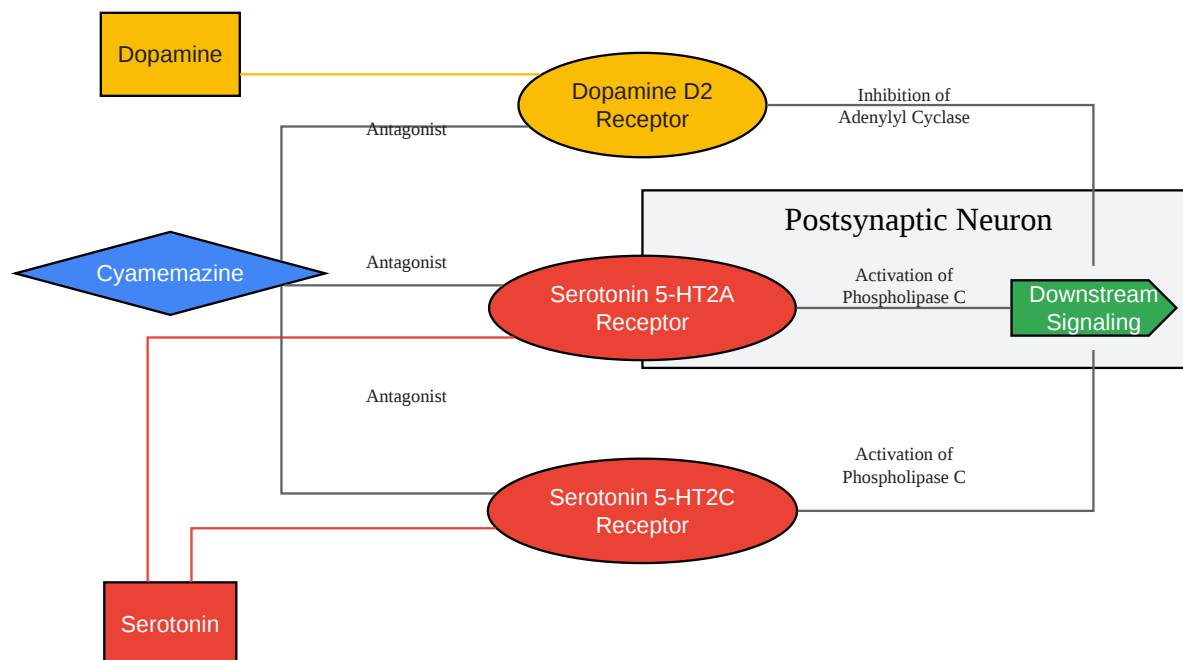 Dopamine
Dopamine D2
Receptor
Inhibition of
Adenylyl Cyclase
Antagonist
Postsynaptic Neuron
Cyamemazine
Antagonist
Serotonin 5-HT2A
Receptor
Activation of
Phospholipase C
Downstream
Signaling
Antagonist
Serotonin 5-HT2C
Receptor
Activation of
Phospholipase C
Serotonin